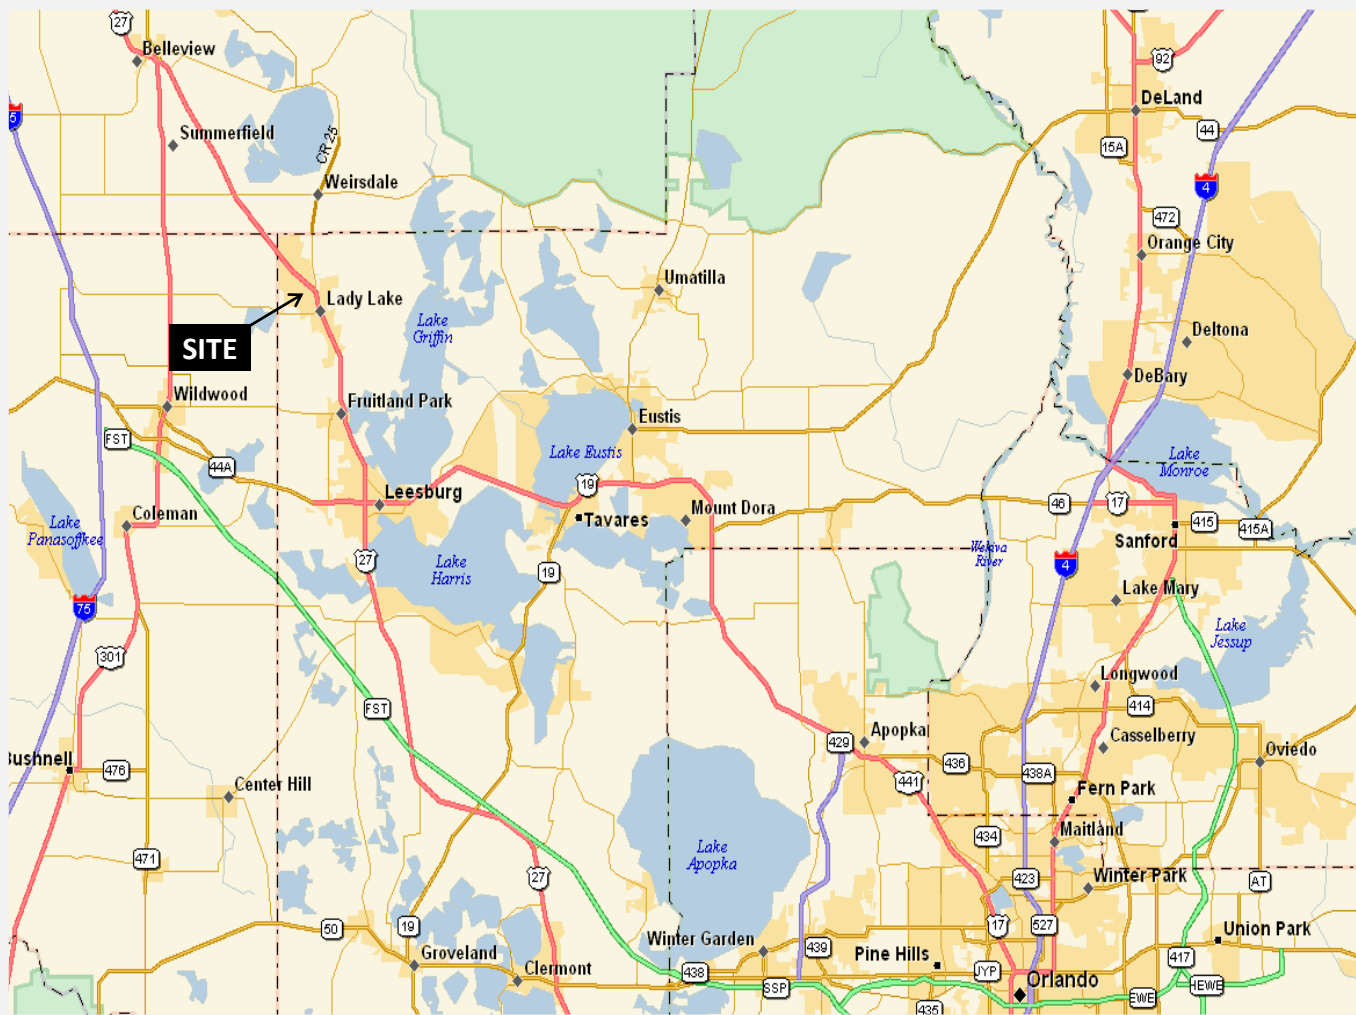 27
Belleview
92
DeLand
5
Summerfield
CR 25
44
15A
Weirsdale
4
472
Orange City
Umatilla
Lady Lake
Lake
Griffin
SITE
Deltona
DeBary
Wildwood
Fruitland Park
Eustis
FST
44A
Lake Eustis
Lake
Monroe
19
Leesburg
46
17
Mount Dora
Tavares
Coleman
415
415A
Lake
Panasoffkee
Sanford
Wekiva
River
27
Lake
Harris
19
4
Lake Mary
75
Lake
Jessup
301
Longwood
FST
414
Apopka
429
Casselberry
Oviedo
Bushnell
476
436
438A
441
Center Hill
Fern Park
434
Maitland
Lake
Apopka
471
27
423
Winter Park
AT
50
19
17
527
Union Park
Winter Garden
439
Groveland
Pine Hills
417
Clermont
438
JYP
Orlando
SSP
HEWE
EWE
435